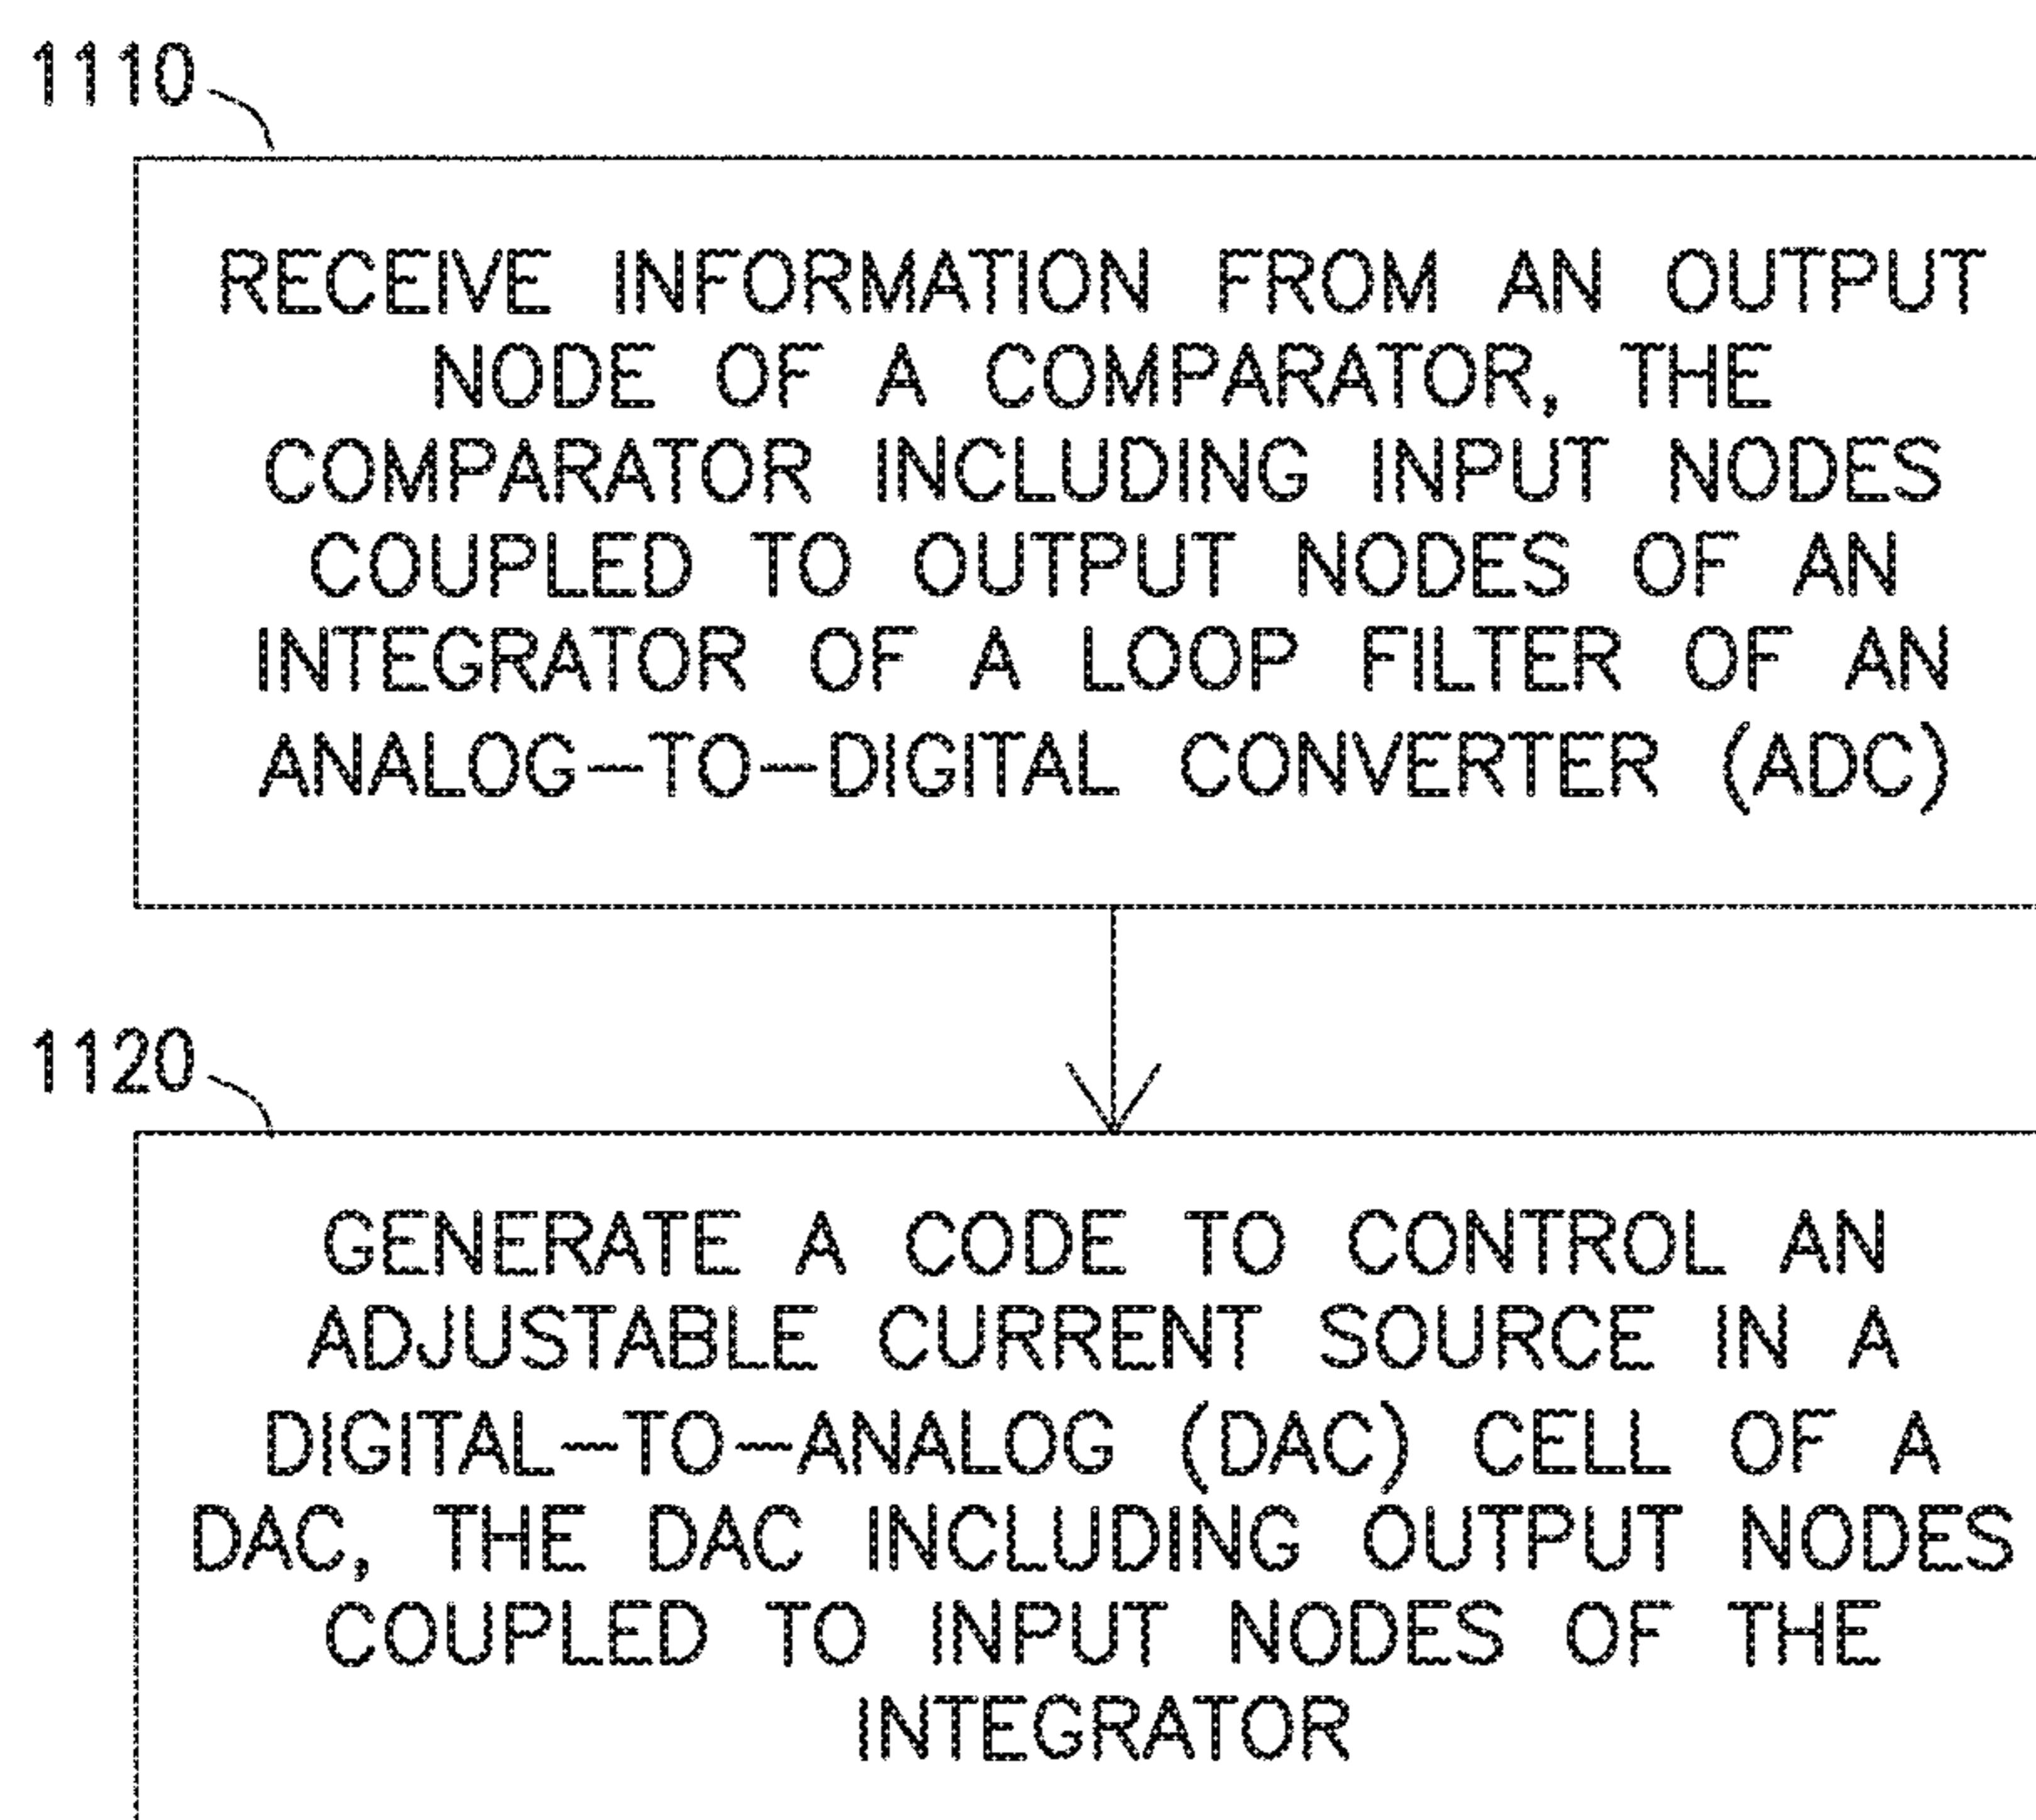 1110
RECEIVE INFORMATION FROM AN OUTPUT
NODE OF A COMPARATOR, THE
COMPARATOR INCLUDING INPUT NODES
COUPLED TO OUTPUT NODES OF AN
INTEGRATOR OF A LOOP FILTER OF AN
ANALOG-TO-DIGITAL CONVERTER (ADC)
1120
GENERATE A CODE TO CONTROL AN
ADJUSTABLE CURRENT SOURCE IN A
DIGITAL-TO-ANALOG (DAC) CELL OF A
DAC, THE DAC INCLUDING OUTPUT NODES
COUPLED TO INPUT NODES OF THE
INTEGRATOR